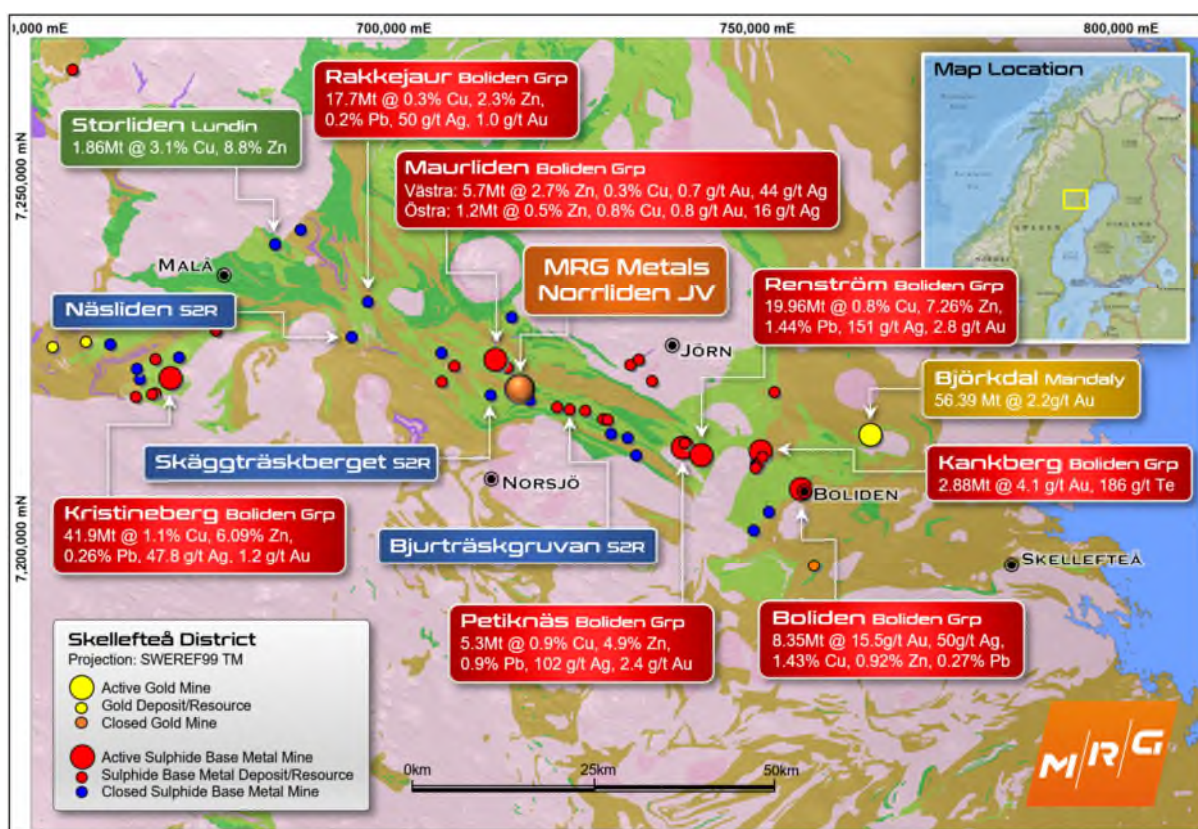 :0,000 mE
700,000 mE
750,000 mE
800,000 mE
7,250,000 mN
7,200,000 mN
Rakkejaur Boliden Grp
17.7Mt @ 0.3% Cu, 2.3% Zn,
0.2% Pb, 50 g/t Ag, 1.0 g/t Au
Storliden Lundin
1.86Mt @ 3.1% Cu, 8.8% Zn
Maurliden Boliden Grp
Västra: 5.7Mt @ 2.7% Zn, 0.3% Cu, 0.7 g/t Au, 44 g/t Ag
Östra: 1.2Mt @ 0.5% Zn, 0.8% Cu, 0.8 g/t Au, 16 g/t Ag
Map Location
SWEDEN
FINLAND
MALÅ
MRG Metals
Norrliden JV
Renström Boliden Grp
19.96Mt @ 0.8% Cu, 7.26% Zn,
1.44% Pb, 151 g/t Ag, 2.8 g/t Au
Näsliden S2R
JÖRN
Björkdal Mandaly
56.39 Mt @ 2.2g/t Au
Skäggträskberget S2R
NORSJÖ
Kankberg Boliden Grp
2.88Mt @ 4.1 g/t Au, 186 g/t Te
BOLIDEN
Kristineberg Boliden Grp
41.9Mt @ 1.1% Cu, 6.09% Zn,
0.26% Pb, 47.8 g/t Ag, 1.2 g/t Au
Bjurträskgruvan S2R
SKELLEFTEÅ
Petiknäs Boliden Grp
5.3Mt @ 0.9% Cu, 4.9% Zn,
0.9% Pb, 102 g/t Ag, 2.4 g/t Au
Boliden Boliden Grp
8.35Mt @ 15.5g/t Au, 50g/t Ag,
1.43% Cu, 0.92% Zn, 0.27% Pb
Skellefteå District
Projection: SWEREF99 TM
Active Gold Mine
Gold Deposit/Resource
Closed Gold Mine
Active Sulphide Base Metal Mine
Sulphide Base Metal Deposit/Resource
Closed Sulphide Base Metal Mine
0km
25km
50km
M/R/G